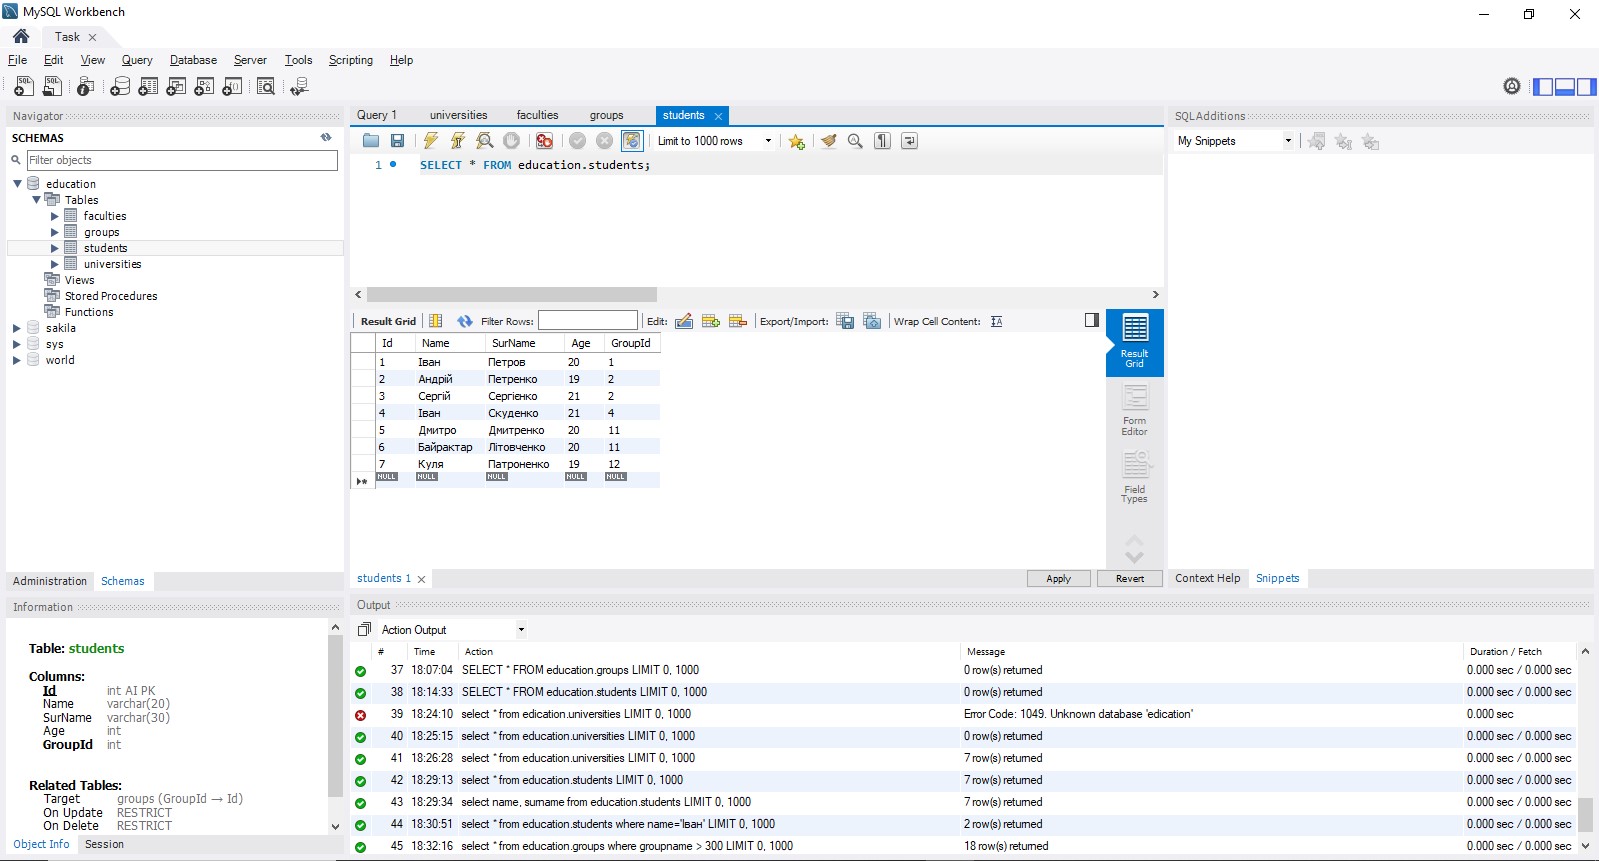 MySQL Workbench
Task
File Edit View Query Database Server Tools Scripting Help
Navigator
SCHEMAS
Filter objects
education
Tables
faculties
groups
students
universities
Views
Stored Procedures
Functions
sakila
sys
world
Administration Schemas
Information
Table: students
Columns:
Id int AI PK
Name varchar(20)
SurName varchar(30)
Age int
GroupId int
Related Tables:
Target groups (GroupId → Id)
On Update RESTRICT
On Delete RESTRICT
Object Info Session
Query 1 universities faculties groups students
Limit to 1000 rows
1 SELECT * FROM education.students;
Result Grid Filter Rows: Edit: Export/Import: Wrap Cell Content:
Id Name SurName Age GroupId
1 Іван Петров 20 1
2 Андрій Петренко 19 2
3 Сергій Сергієнко 21 2
4 Іван Скуденко 21 4
5 Дмитро Дмитренко 20 11
6 Байрактар Літовченко 20 11
7 Куля Патроненко 19 12
NULL NULL NULL NULL NULL
Result
Grid
Form
Editor
Field
Types
students 1 Apply Revert
SQLAdditions
My Snippets
Context Help Snippets
Output
Action Output
# Time Action Message Duration / Fetch
37 18:07:04 SELECT * FROM education.groups LIMIT 0, 1000 0 row(s) returned 0.000 sec / 0.000 sec
38 18:14:33 SELECT * FROM education.students LIMIT 0, 1000 0 row(s) returned 0.000 sec / 0.000 sec
39 18:24:10 select * from edication.universities LIMIT 0, 1000 Error Code: 1049. Unknown database 'edication' 0.000 sec
40 18:25:15 select * from education.universities LIMIT 0, 1000 0 row(s) returned 0.000 sec / 0.000 sec
41 18:26:28 select * from education.universities LIMIT 0, 1000 7 row(s) returned 0.000 sec / 0.000 sec
42 18:29:13 select * from education.students LIMIT 0, 1000 7 row(s) returned 0.000 sec / 0.000 sec
43 18:29:34 select name, surname from education.students LIMIT 0, 1000 7 row(s) returned 0.000 sec / 0.000 sec
44 18:30:51 select * from education.students where name='Іван' LIMIT 0, 1000 2 row(s) returned 0.000 sec / 0.000 sec
45 18:32:16 select * from education.groups where groupname > 300 LIMIT 0, 1000 18 row(s) returned 0.000 sec / 0.000 sec